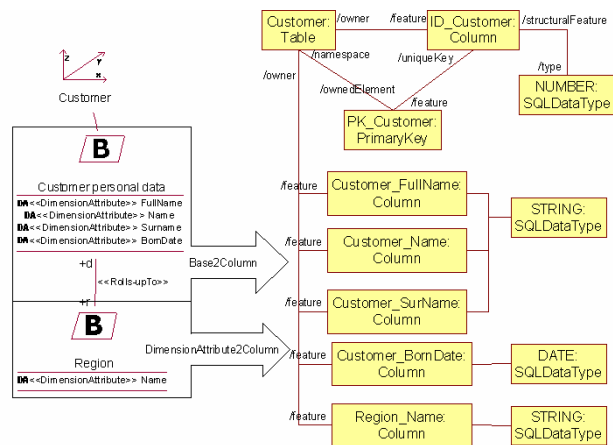 Z
Y
X
Customer
B
Customer personal data
DA <<DimensionAttribute>> FullName
DA <<DimensionAttribute>> Name
DA <<DimensionAttribute>> Surname
DA <<DimensionAttribute>> BornDate
+d
<<Rolls-upTo>>
+r
B
Region
DA <<DimensionAttribute>> Name
Base2Column
DimensionAttribute2Column
Customer:
Table
/owner
/feature
ID_Customer:
Column
/structuralFeature
/namespace
/uniqueKey
/owner
/ownedElement
/feature
/type
NUMBER:
SQLDataType
PK_Customer:
PrimaryKey
/feature
Customer_FullName:
Column
STRING:
SQLDataType
/feature
Customer_Name:
Column
/feature
Customer_SurName:
Column
/feature
Customer_BornDate:
Column
DATE:
SQLDataType
/feature
Region_Name:
Column
STRING:
SQLDataType